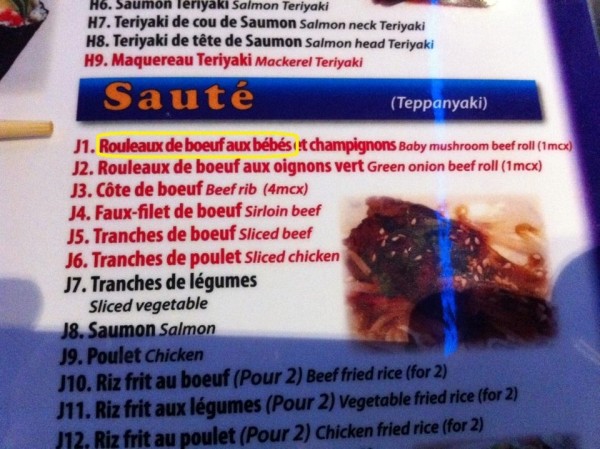 H6. Saumon Teriyaki Salmon Teriyaki
H7. Teriyaki de cou de Saumon Salmon neck Teriyaki
H8. Teriyaki de tête de Saumon Salmon head Teriyaki
H9. Maquereau Teriyaki Mackerel Teriyaki
Sauté (Teppanyaki)
J1. Rouleaux de boeuf aux bébés et champignons Baby mushroom beef roll (1mcx)
J2. Rouleaux de boeuf aux oignons vert Green onion beef roll (1mcx)
J3. Côte de boeuf Beef rib (4mcx)
J4. Faux-filet de boeuf Sirloin beef
J5. Tranches de boeuf Sliced beef
J6. Tranches de poulet Sliced chicken
J7. Tranches de légumes
Sliced vegetable
J8. Saumon Salmon
J9. Poulet Chicken
J10. Riz frit au boeuf (Pour 2) Beef fried rice (for 2)
J11. Riz frit aux légumes (Pour 2) Vegetable fried rice (for 2)
J12. Riz frit au poulet (Pour 2) Chicken fried rice (for 2)